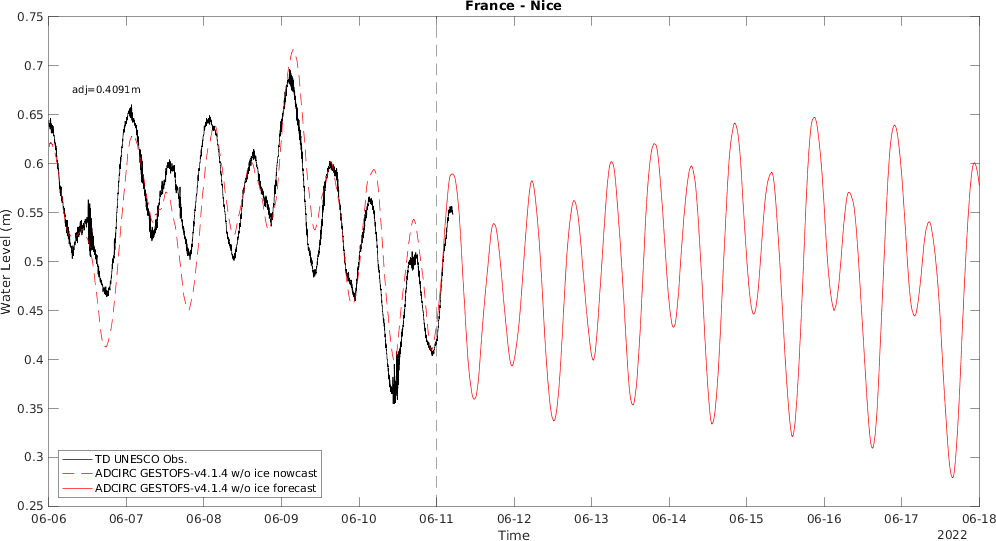 France - Nice
adj=0.4091m
Water Level (m)
0.75
0.7
0.65
0.6
0.55
0.5
0.45
0.4
0.35
0.3
0.25
TD UNESCO Obs.
ADCIRC GESTOFS-v4.1.4 w/o ice nowcast
ADCIRC GESTOFS-v4.1.4 w/o ice forecast
06-06 06-07 06-08 06-09 06-10 06-11 06-12 06-13 06-14 06-15 06-16 06-17 06-18
Time
2022